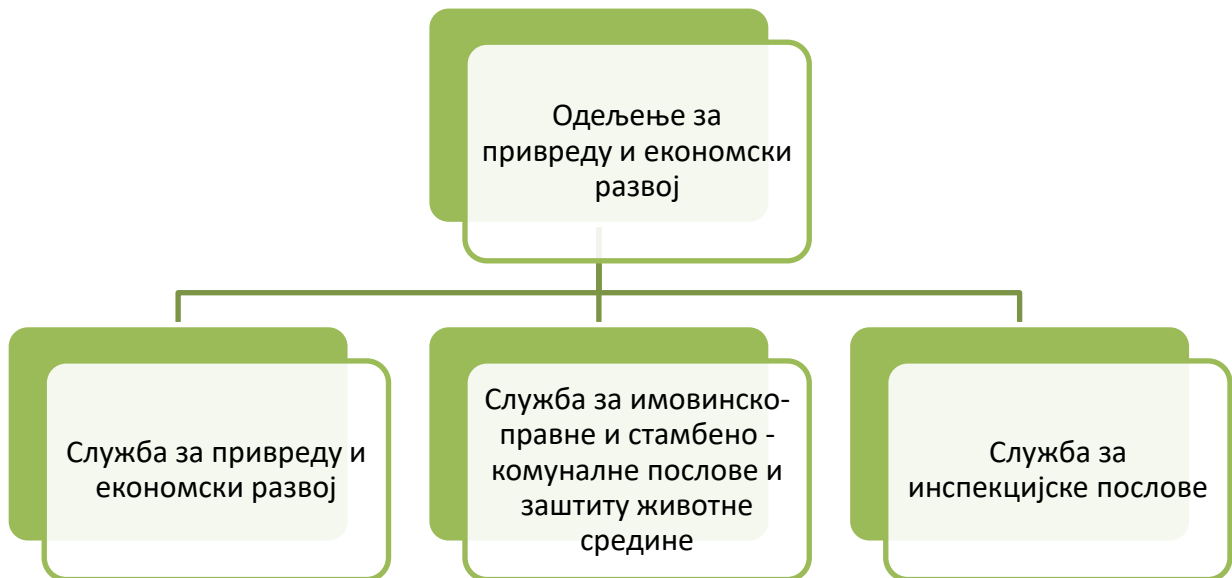 Одељење за
привреду и економски
развој
Служба за привреду и
економски развој
Служба за имовинско-
правне и стамбено -
комуналне послове и
заштиту животне
средине
Служба за
инспекцијске послове